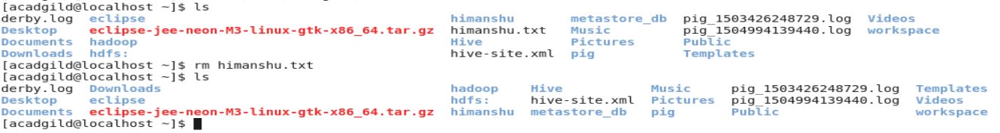 [acadgild@localhost ~]$ ls
derby.log  eclipse                                      himanshu       metastore_db  pig_1503426248729.log  Videos
Desktop    eclipse-jee-neon-M3-linux-gtk-x86_64.tar.gz  himanshu.txt   Music         pig_1504994139440.log  workspace
Documents  hadoop                                       Hive           Pictures      Public
Downloads  hdfs:                                        hive-site.xml  pig           Templates
[acadgild@localhost ~]$ rm himanshu.txt
[acadgild@localhost ~]$ ls
derby.log  Downloads                                    hadoop    Hive           Music     pig_1503426248729.log  Templates
Desktop    eclipse                                      hdfs:     hive-site.xml  Pictures  pig_1504994139440.log  Videos
Documents  eclipse-jee-neon-M3-linux-gtk-x86_64.tar.gz  himanshu  metastore_db   pig       Public                 workspace
[acadgild@localhost ~]$